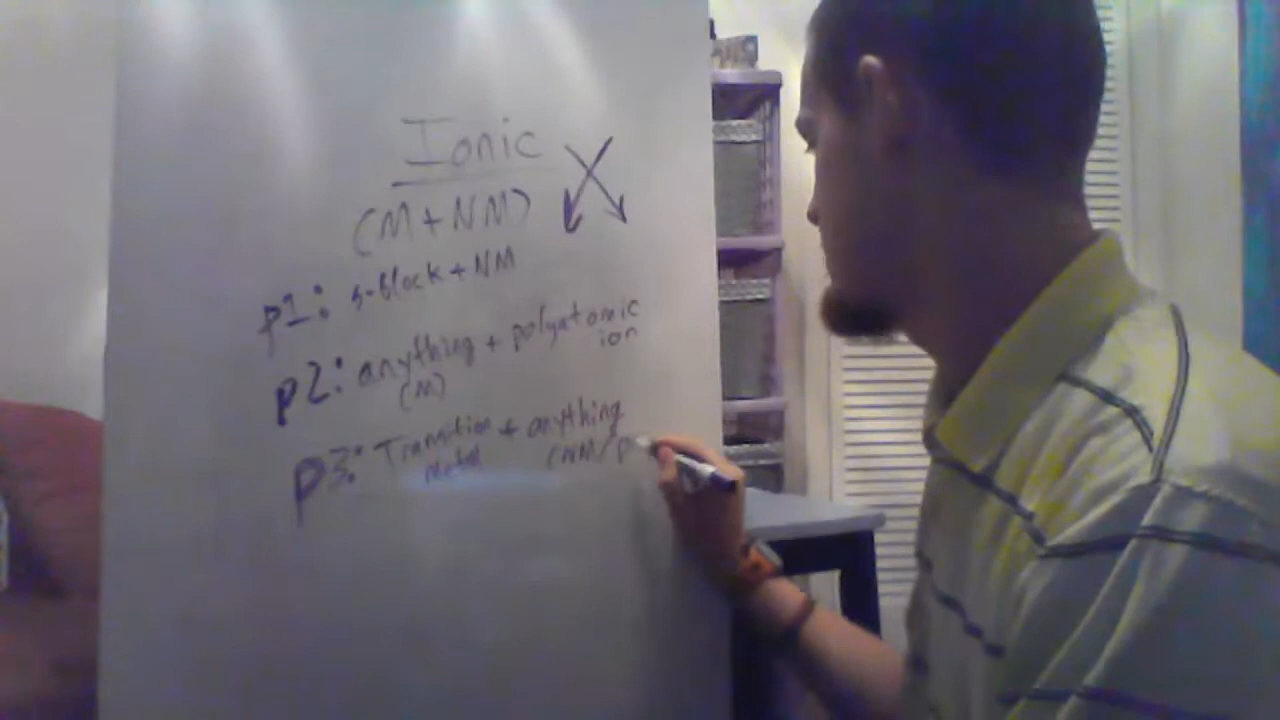 Ionic
(M+NM)
p1: s-block + NM
p2: anything + polyatomic
ion
(M)
p3: Transition + anything
Metal (NM/p